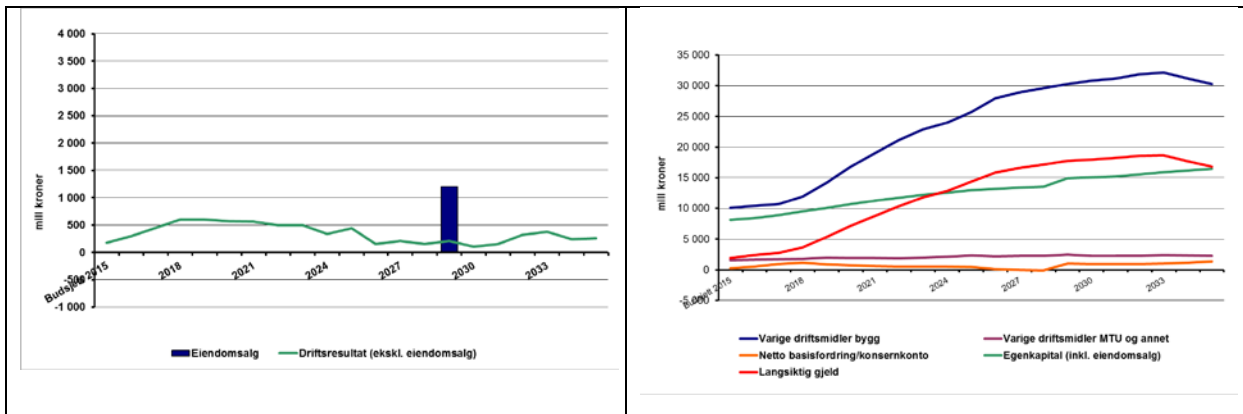 4 000
3 500
3 000
2 500
2 000
1 500
1 000
500
0
-500
-1 000
mill kroner
Budsjett 2015
2018
2021
2024
2027
2030
2033
Eiendomsalg
Driftsresultat (ekskl. eiendomsalg)
35 000
30 000
25 000
20 000
15 000
10 000
5 000
0
-5 000
mill kroner
Budsjett 2015
2018
2021
2024
2027
2030
2033
Varige driftsmidler bygg
Varige driftsmidler MTU og annet
Netto basisfordring/konsernkonto
Egenkapital (inkl. eiendomsalg)
Langsiktig gjeld